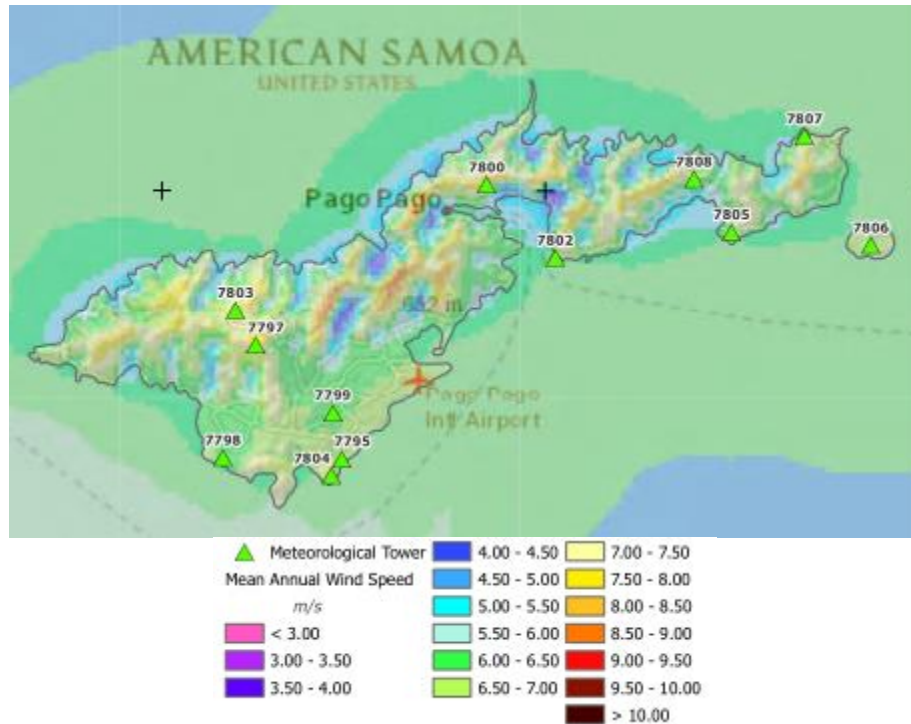 AMERICAN SAMOA
UNITED STATES
7807
7800
7808
Pago Pago
7805
7802
7806
7803
652 m
7797
7799
Pago Pago
Int'l Airport
7798
7804
7795
Meteorological Tower
Mean Annual Wind Speed
m/s
< 3.00
3.00 - 3.50
3.50 - 4.00
4.00 - 4.50
4.50 - 5.00
5.00 - 5.50
5.50 - 6.00
6.00 - 6.50
6.50 - 7.00
7.00 - 7.50
7.50 - 8.00
8.00 - 8.50
8.50 - 9.00
9.00 - 9.50
9.50 - 10.00
> 10.00